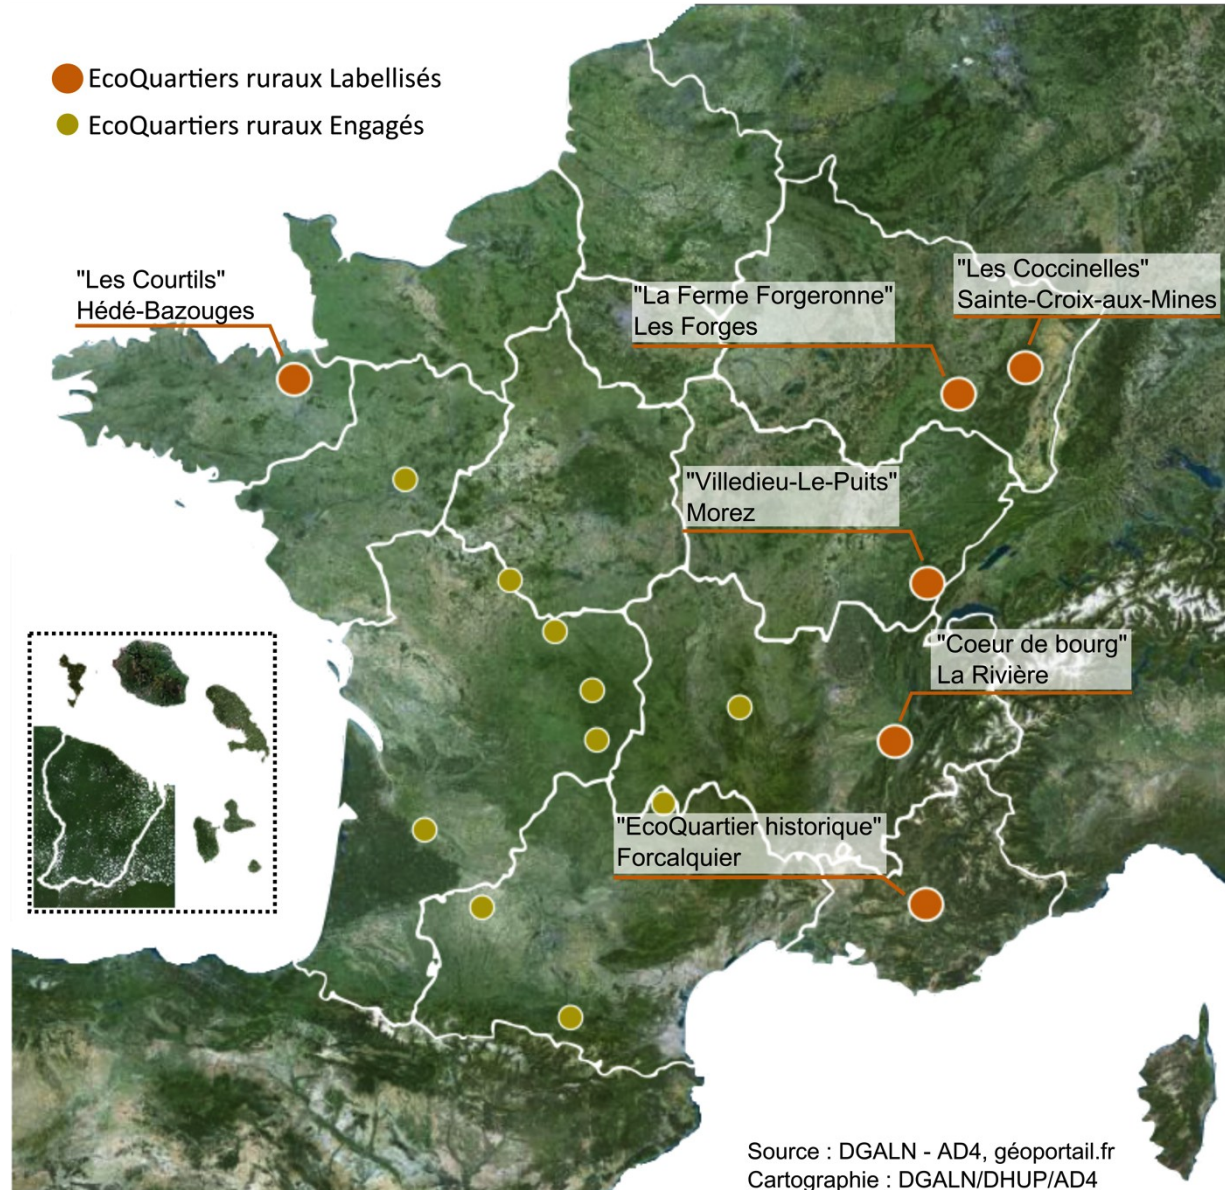 EcoQuartiers ruraux Labellisés
EcoQuartiers ruraux Engagés
"Les Courtils"
Hédé-Bazouges
"La Ferme Forgeronne"
Les Forges
"Les Coccinelles"
Sainte-Croix-aux-Mines
"Villedieu-Le-Puits"
Morez
"Coeur de bourg"
La Rivière
"EcoQuartier historique"
Forcalquier
Source : DGALN - AD4, géoportail.fr
Cartographie : DGALN/DHUP/AD4